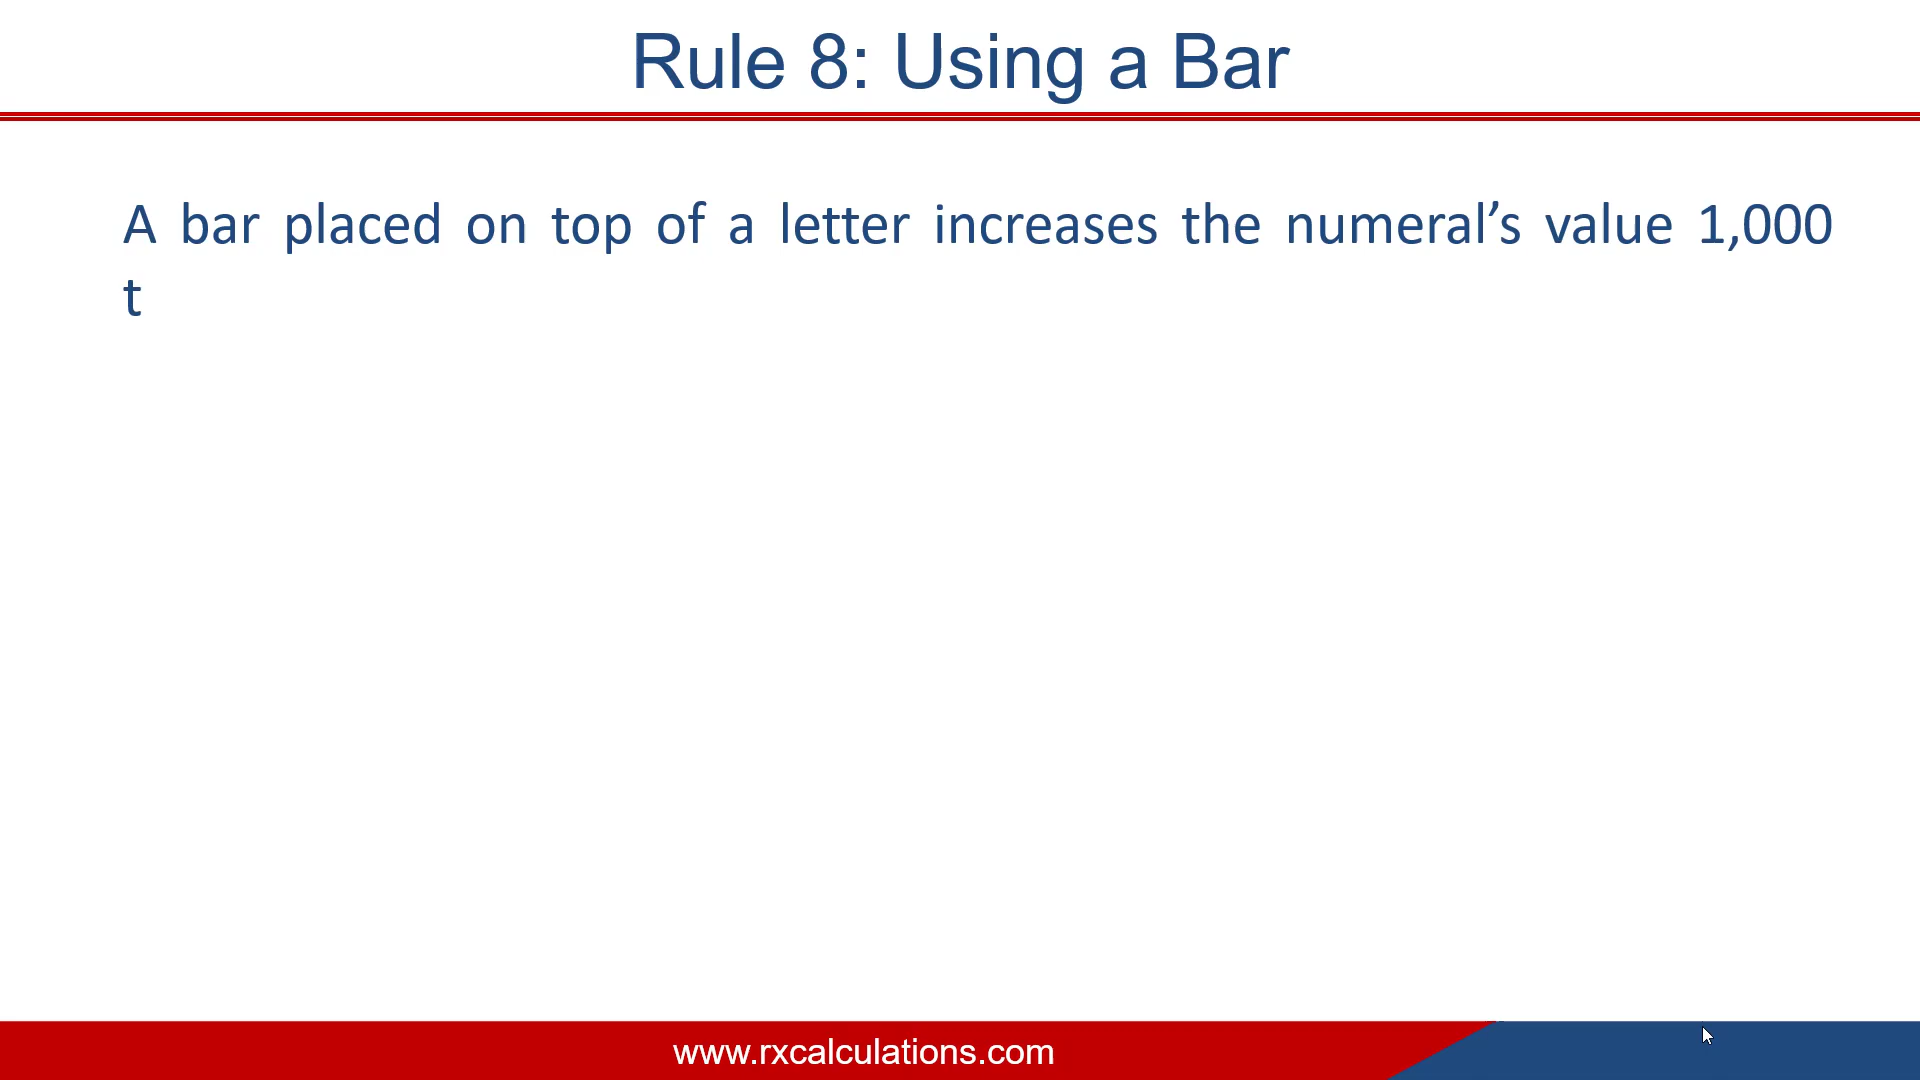 Rule 8: Using a Bar
A bar placed on top of a letter increases the numeral’s value 1,000
t
www.rxcalculations.com